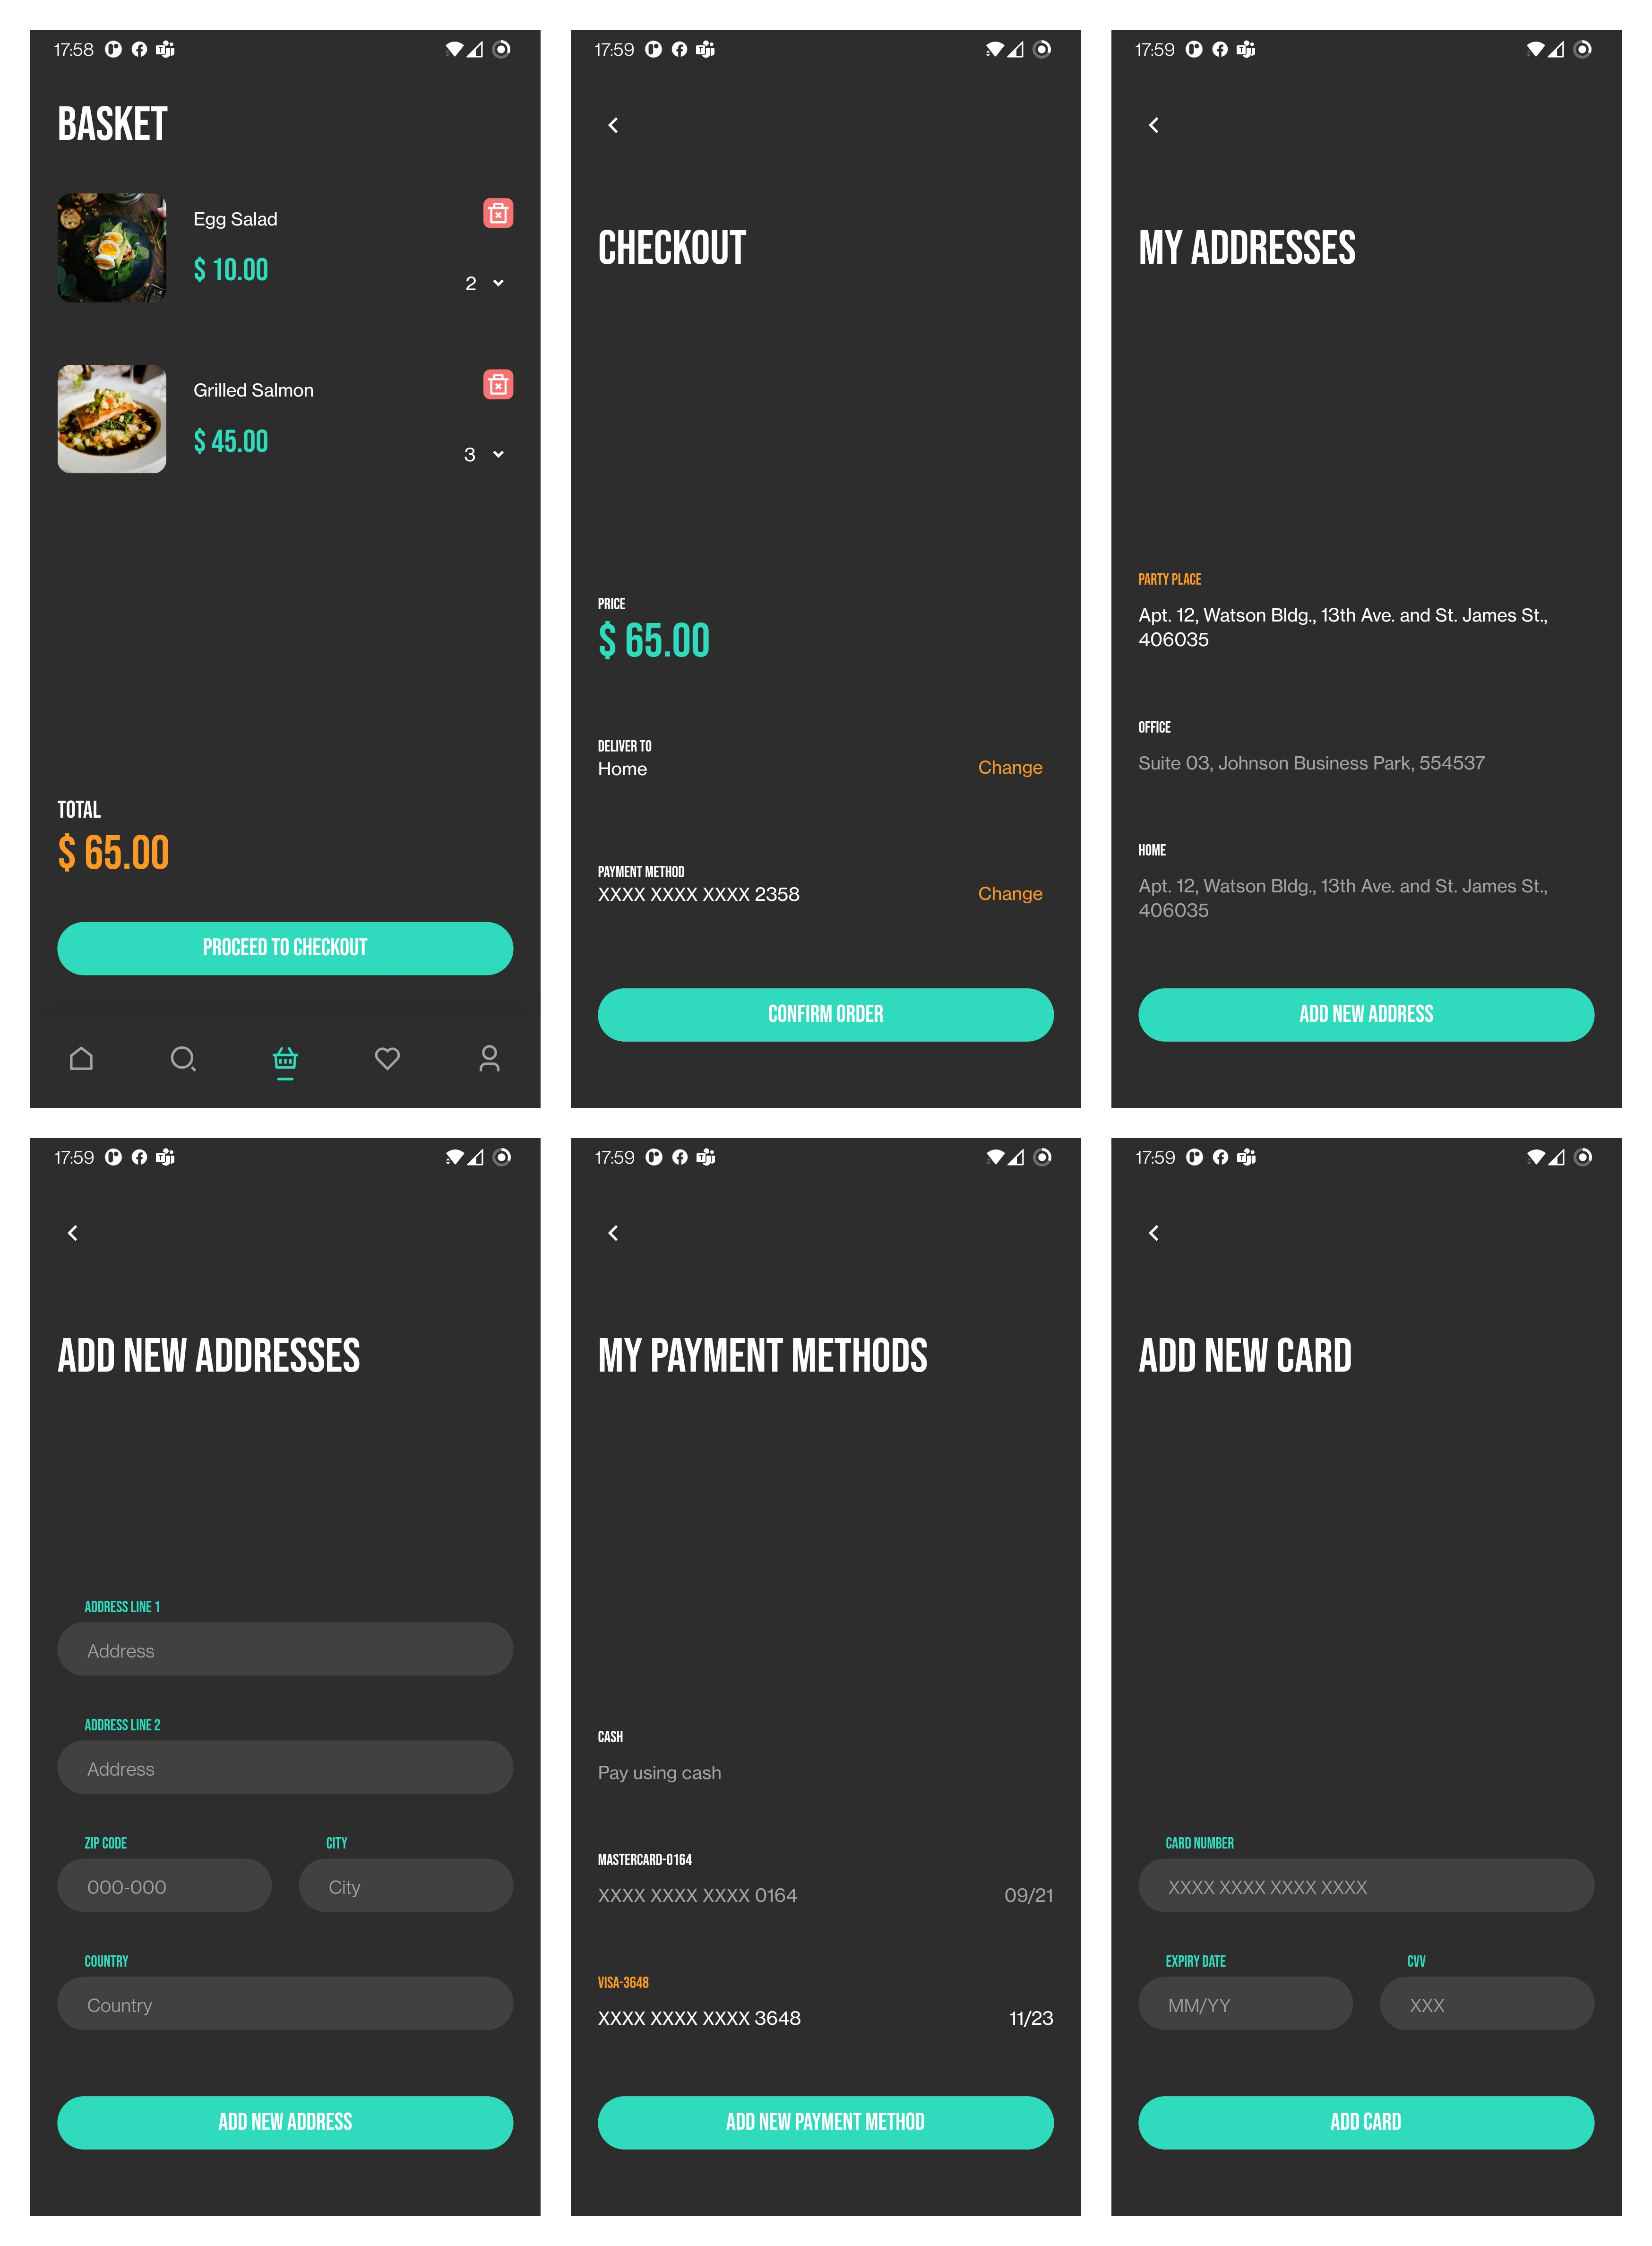 17:58
BASKET
Egg Salad
$ 10.00
2
Grilled Salmon
$ 45.00
3
TOTAL
$ 65.00
PROCEED TO CHECKOUT
17:59
CHECKOUT
PRICE
$ 65.00
DELIVER TO
Home
Change
PAYMENT METHOD
XXXX XXXX XXXX 2358
Change
CONFIRM ORDER
17:59
MY ADDRESSES
PARTY PLACE
Apt. 12, Watson Bldg., 13th Ave. and St. James St.,
406035
OFFICE
Suite 03, Johnson Business Park, 554537
HOME
Apt. 12, Watson Bldg., 13th Ave. and St. James St.,
406035
ADD NEW ADDRESS
17:59
ADD NEW ADDRESSES
ADDRESS LINE 1
Address
ADDRESS LINE 2
Address
ZIP CODE
000-000
CITY
City
COUNTRY
Country
ADD NEW ADDRESS
17:59
MY PAYMENT METHODS
CASH
Pay using cash
MASTERCARD-0164
XXXX XXXX XXXX 0164
09/21
VISA-3648
XXXX XXXX XXXX 3648
11/23
ADD NEW PAYMENT METHOD
17:59
ADD NEW CARD
CARD NUMBER
XXXX XXXX XXXX XXXX
EXPIRY DATE
MM/YY
CVV
XXX
ADD CARD